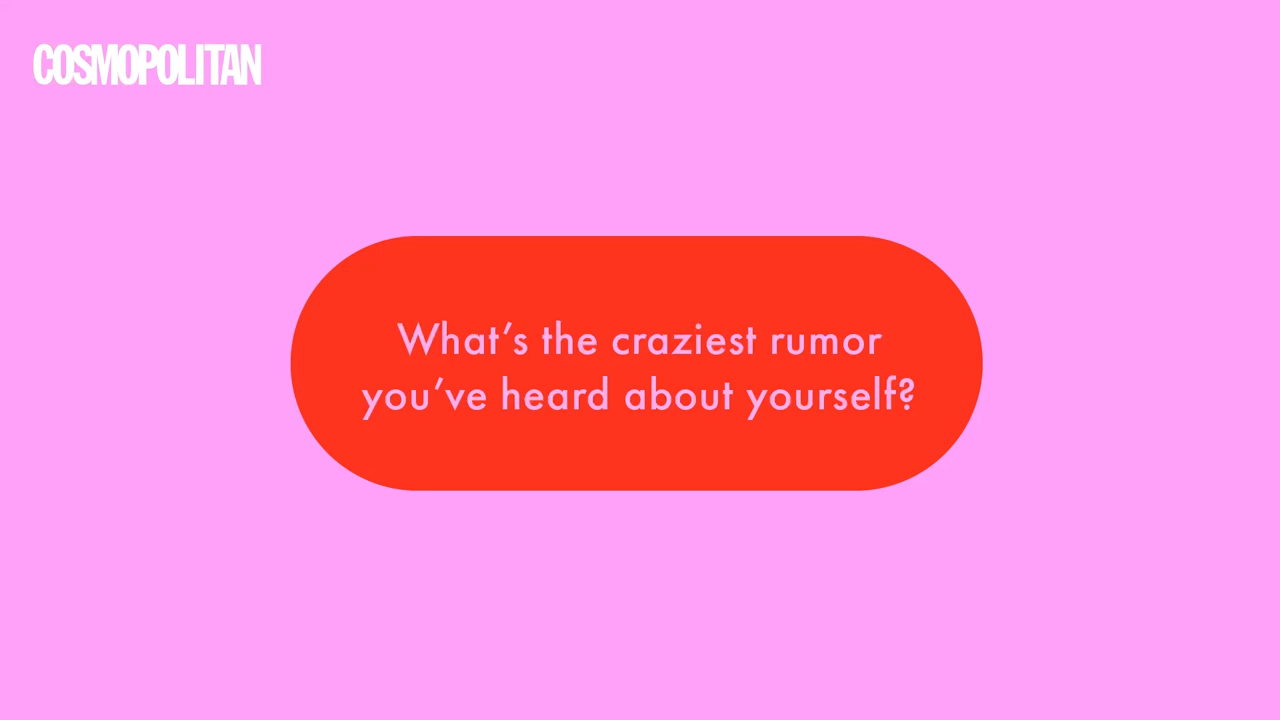 COSMOPOLITAN
What’s the craziest rumor
you’ve heard about yourself?